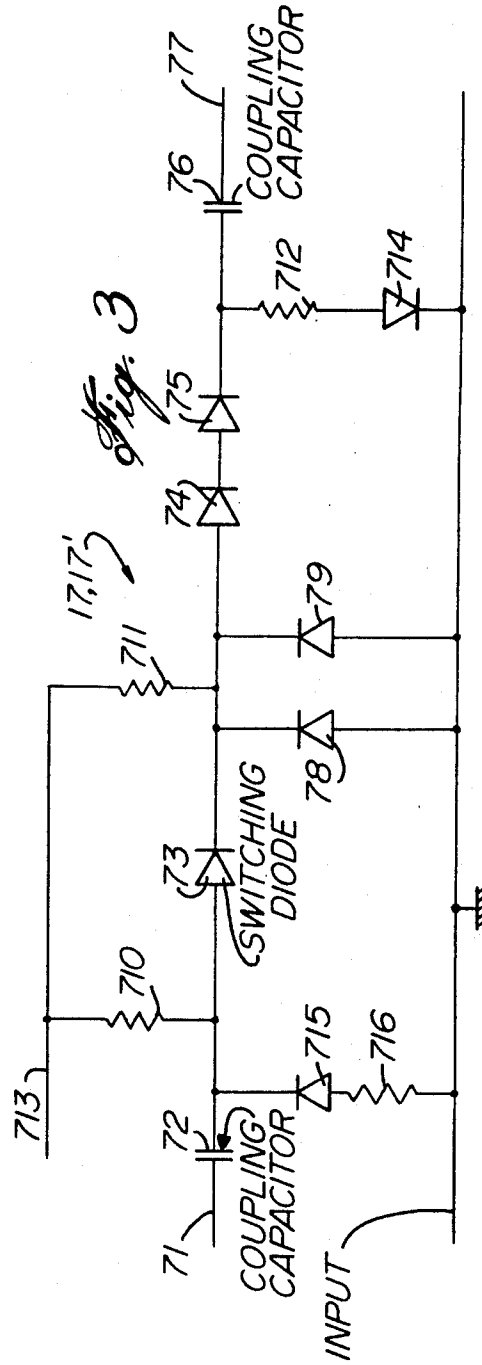 Fig. 3
17,17'
713
710
711
71
72
COUPLING
CAPACITOR
73
SWITCHING
DIODE
74
75
76
COUPLING
CAPACITOR
77
715
716
78
79
712
714
INPUT